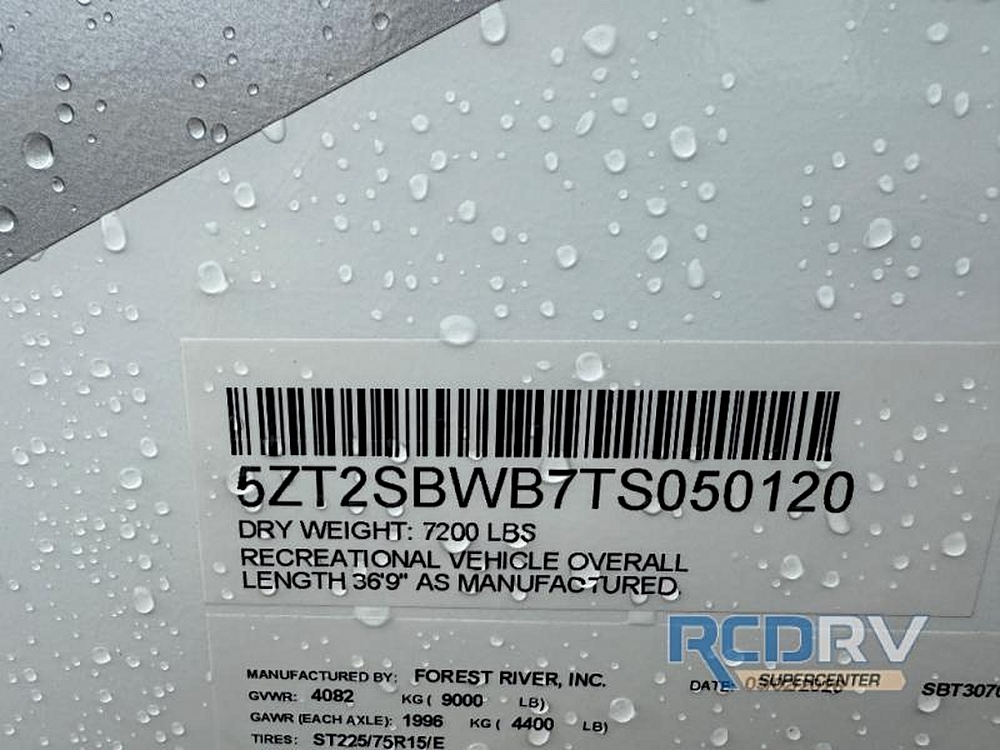 5ZT2SBWB7TS050120
DRY WEIGHT: 7200 LBS
RECREATIONAL VEHICLE OVERALL
LENGTH 36'9" AS MANUFACTURED.
RCDRV
SUPERCENTER
MANUFACTURED BY: FOREST RIVER, INC.
DATE:
GVWR: 4082 KG ( 9000 LB)
GAWR (EACH AXLE): 1996 KG ( 4400 LB)
TIRES: ST225/75R15/E